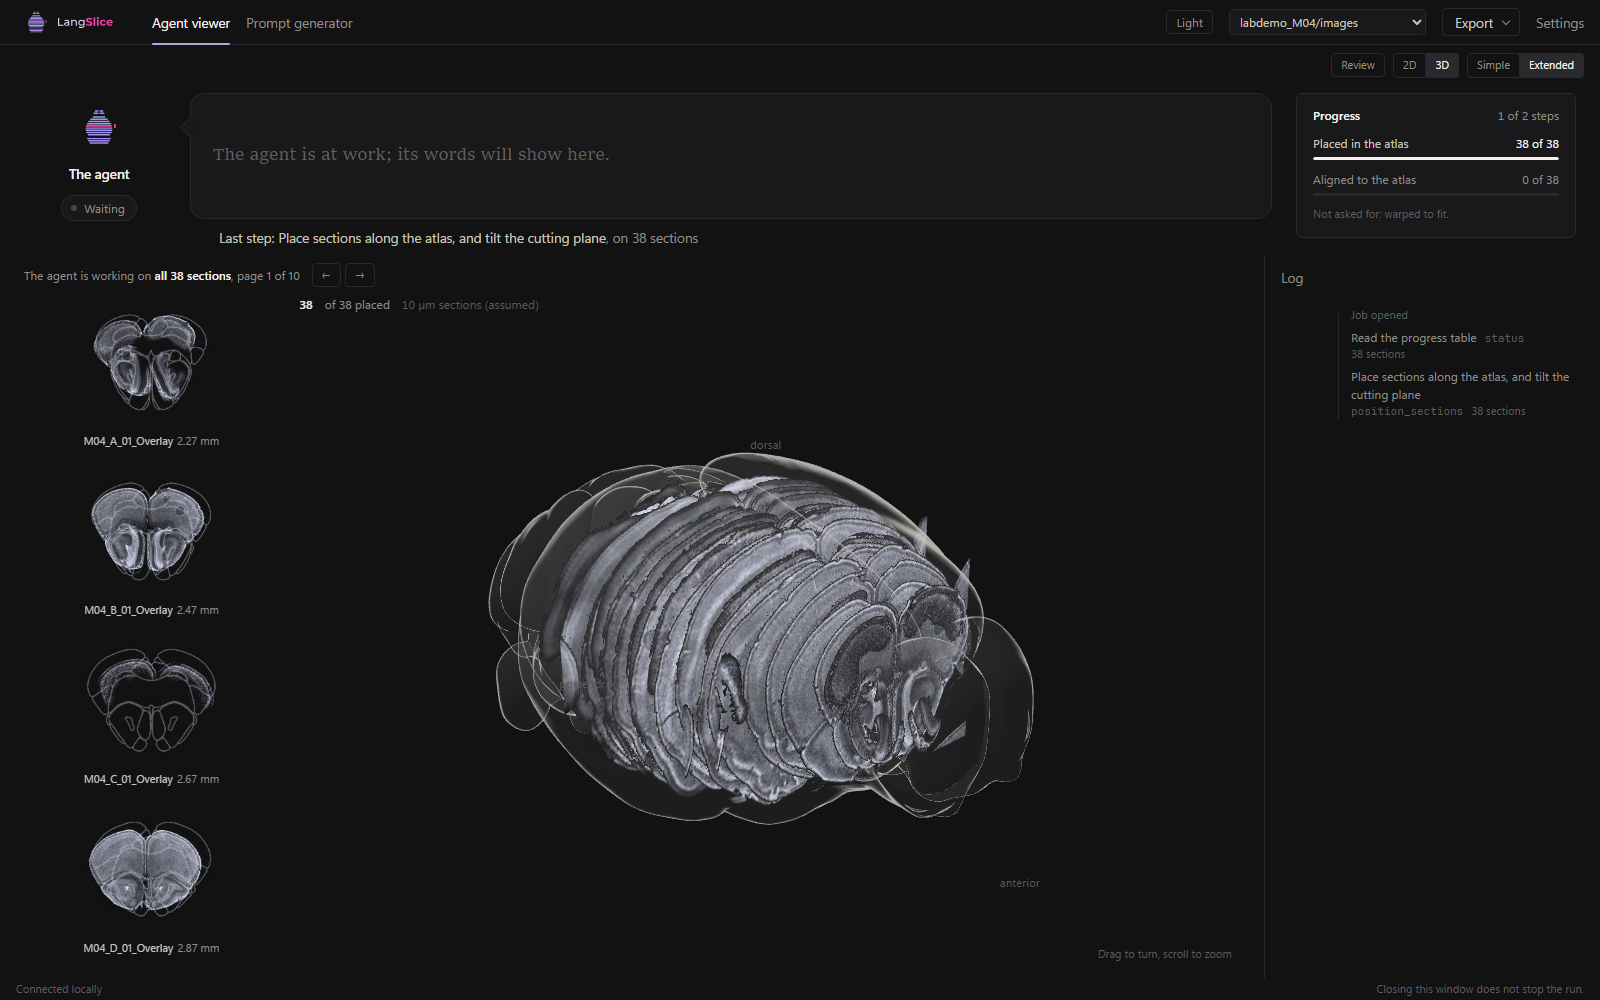 LangSlice
Agent viewer
Prompt generator
Light
labdemo_M04/images
Export
Settings
Review
2D
3D
Simple
Extended
The agent
Waiting
The agent is at work; its words will show here.
Progress
1 of 2 steps
Placed in the atlas
38 of 38
Aligned to the atlas
0 of 38
Not asked for: warped to fit.
Last step: Place sections along the atlas, and tilt the cutting plane, on 38 sections
The agent is working on all 38 sections, page 1 of 10
← →
38 of 38 placed 10 µm sections (assumed)
M04_A_01_Overlay 2.27 mm
M04_B_01_Overlay 2.47 mm
M04_C_01_Overlay 2.67 mm
M04_D_01_Overlay 2.87 mm
dorsal
anterior
Drag to turn, scroll to zoom
Log
Job opened
Read the progress table status
38 sections
Place sections along the atlas, and tilt the
cutting plane
position_sections 38 sections
Connected locally
Closing this window does not stop the run.